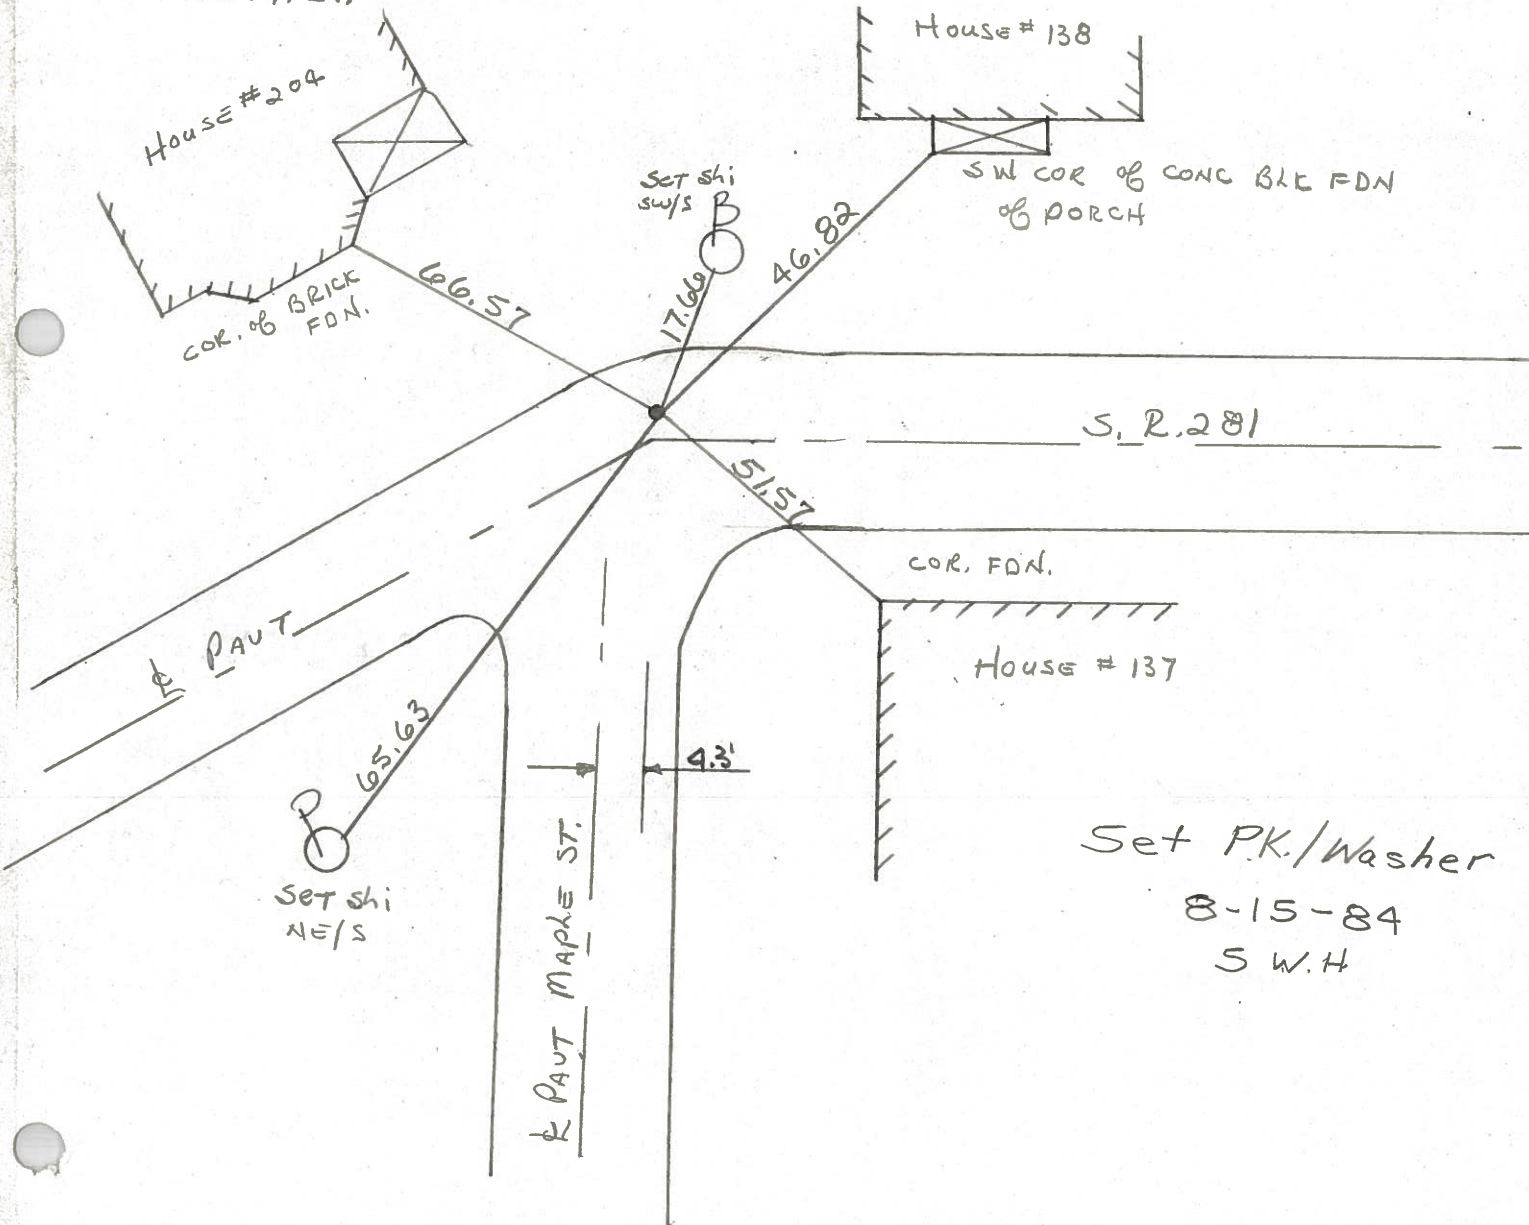 House # 138
House #204
SW COR of CONC BLK FDN
of PORCH
SET shi
SW/S
46.82
66.57
17.66
COR. of BRICK
FDN.
S. R. 281
51.57
COR. FDN.
House # 137
℄ PAVT
65.63
4.3'
SET shi
NE/S
℄ PAVT MAPLE ST.
Set P.K./Washer
8-15-84
S W.H